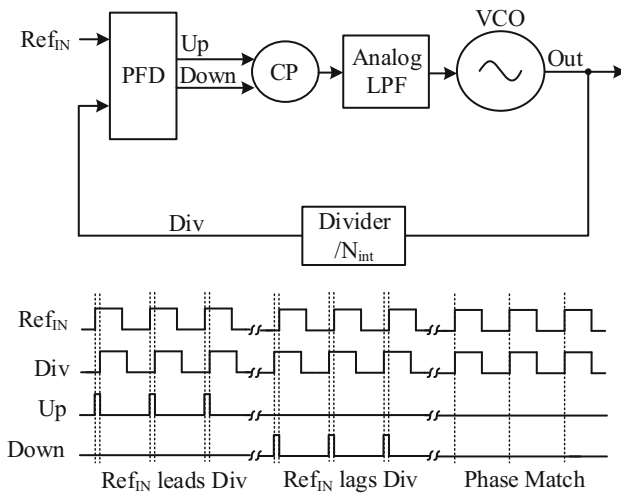 VCO
Ref_IN
PFD
Up
Down
CP
Analog
LPF
Out
Div
Divider
/N_int
Ref_IN
Div
Up
Down
Ref_IN leads Div
Ref_IN lags Div
Phase Match